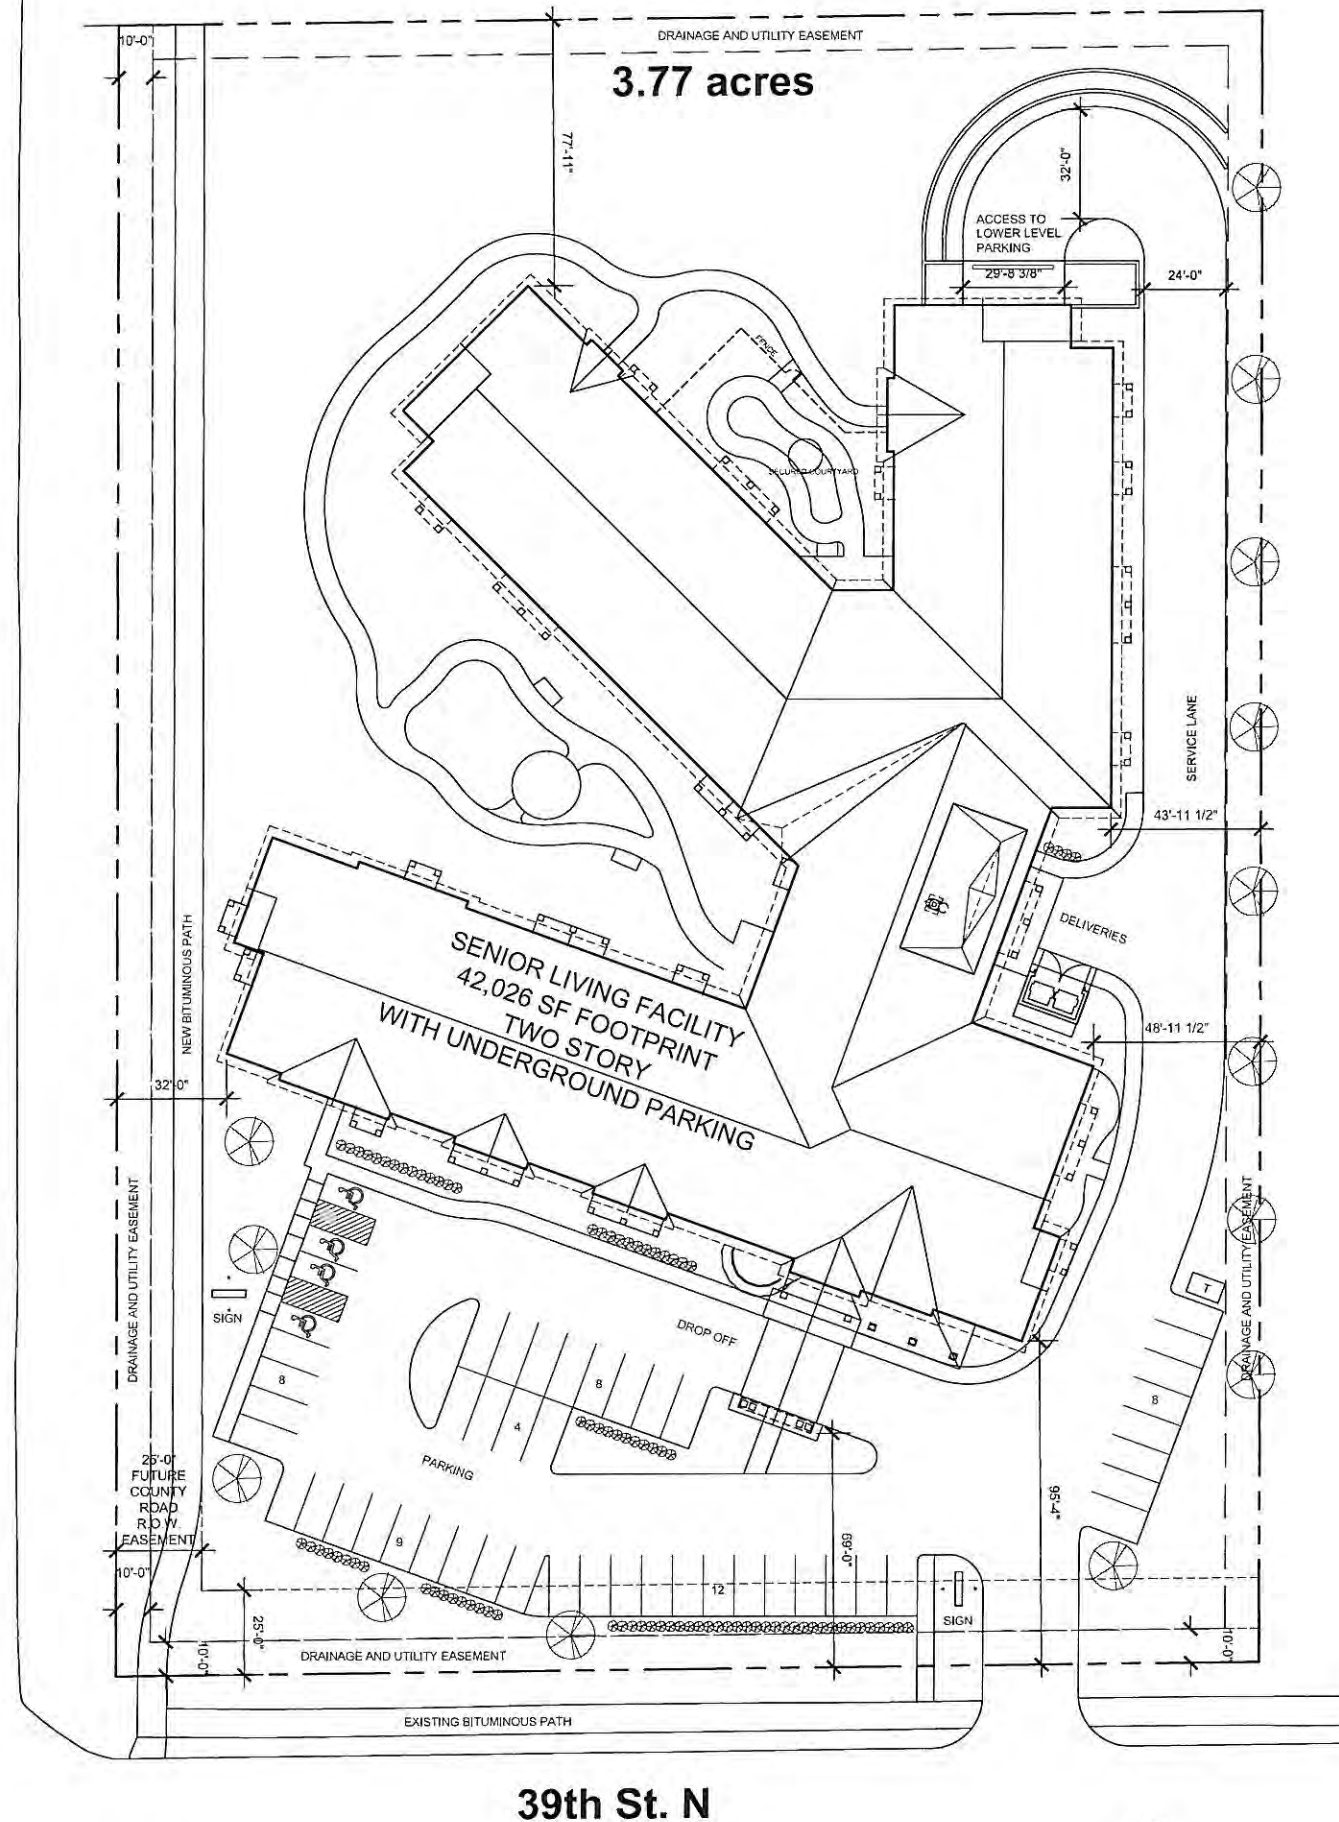 DRAINAGE AND UTILITY EASEMENT
10'-0"
3.77 acres
77'-11"
32'-0"
ACCESS TO
LOWER LEVEL
PARKING
29'-8 3/8"
24'-0"
FENCE
SECURED COURTYARD
SERVICE LANE
43'-11 1/2"
DELIVERIES
NEW BITUMINOUS PATH
SENIOR LIVING FACILITY
42,026 SF FOOTPRINT
TWO STORY
WITH UNDERGROUND PARKING
48'-11 1/2"
32'-0"
DRAINAGE AND UTILITY EASEMENT
DRAINAGE AND UTILITY EASEMENT
SIGN
T
DROP OFF
8
8
4
8
PARKING
25'-0"
FUTURE
COUNTY
ROAD
R.O.W.
EASEMENT
9
95'-4"
69'-0"
10'-0"
12
SIGN
25'-0"
10'-0"
10'-0"
DRAINAGE AND UTILITY EASEMENT
EXISTING BITUMINOUS PATH
39th St. N